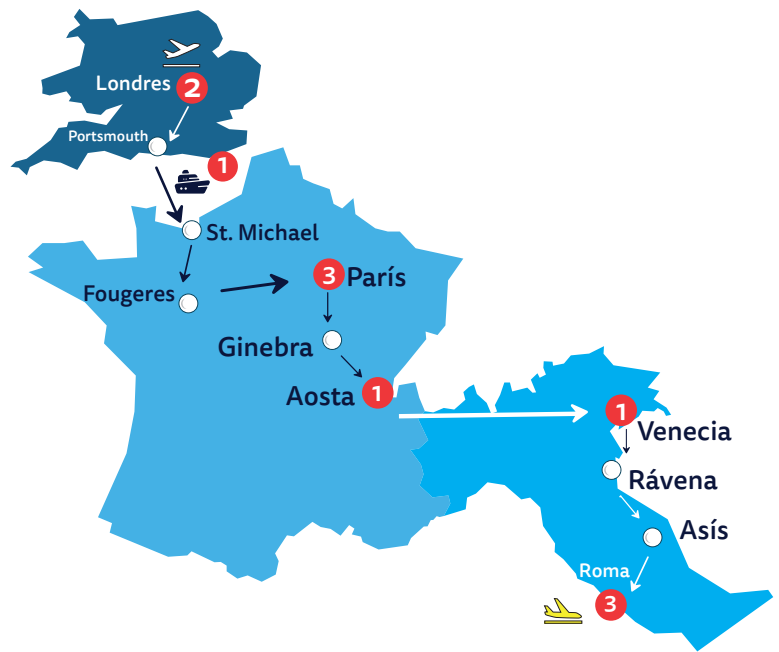 Londres 2
Portsmouth
1
St. Michael
Fougeres
3 París
Ginebra
Aosta 1
1
Venecia
Rávena
Asís
Roma
3